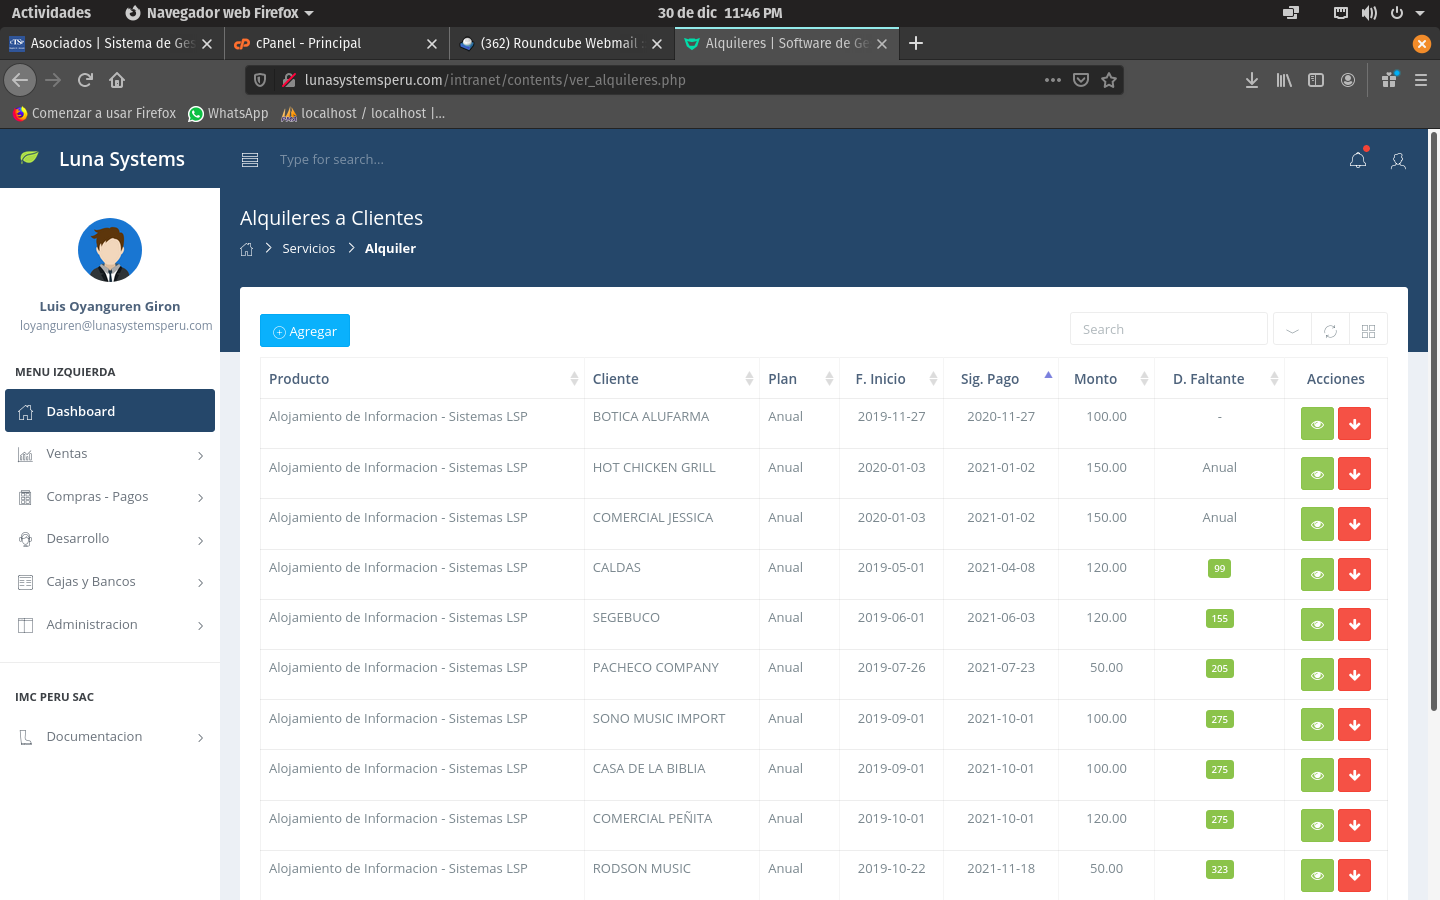 Actividades Navegador web Firefox 30 de dic 11:46 PM
Asociados | Sistema de Ges cPanel - Principal (362) Roundcube Webmail : Alquileres | Software de Ge
lunasystemsperu.com/intranet/contents/ver_alquileres.php
Comenzar a usar Firefox WhatsApp localhost / localhost |...
Luna Systems Type for search...
Alquileres a Clientes
Servicios Alquiler
Luis Oyanguren Giron
loyanguren@lunasystemsperu.com
MENU IZQUIERDA
Dashboard
Ventas
Compras - Pagos
Desarrollo
Cajas y Bancos
Administracion
IMC PERU SAC
Documentacion
Agregar Search
Producto Cliente Plan F. Inicio Sig. Pago Monto D. Faltante Acciones
Alojamiento de Informacion - Sistemas LSP BOTICA ALUFARMA Anual 2019-11-27 2020-11-27 100.00 -
Alojamiento de Informacion - Sistemas LSP HOT CHICKEN GRILL Anual 2020-01-03 2021-01-02 150.00 Anual
Alojamiento de Informacion - Sistemas LSP COMERCIAL JESSICA Anual 2020-01-03 2021-01-02 150.00 Anual
Alojamiento de Informacion - Sistemas LSP CALDAS Anual 2019-05-01 2021-04-08 120.00 99
Alojamiento de Informacion - Sistemas LSP SEGEBUCO Anual 2019-06-01 2021-06-03 120.00 155
Alojamiento de Informacion - Sistemas LSP PACHECO COMPANY Anual 2019-07-26 2021-07-23 50.00 205
Alojamiento de Informacion - Sistemas LSP SONO MUSIC IMPORT Anual 2019-09-01 2021-10-01 100.00 275
Alojamiento de Informacion - Sistemas LSP CASA DE LA BIBLIA Anual 2019-09-01 2021-10-01 100.00 275
Alojamiento de Informacion - Sistemas LSP COMERCIAL PEÑITA Anual 2019-10-01 2021-10-01 120.00 275
Alojamiento de Informacion - Sistemas LSP RODSON MUSIC Anual 2019-10-22 2021-11-18 50.00 323